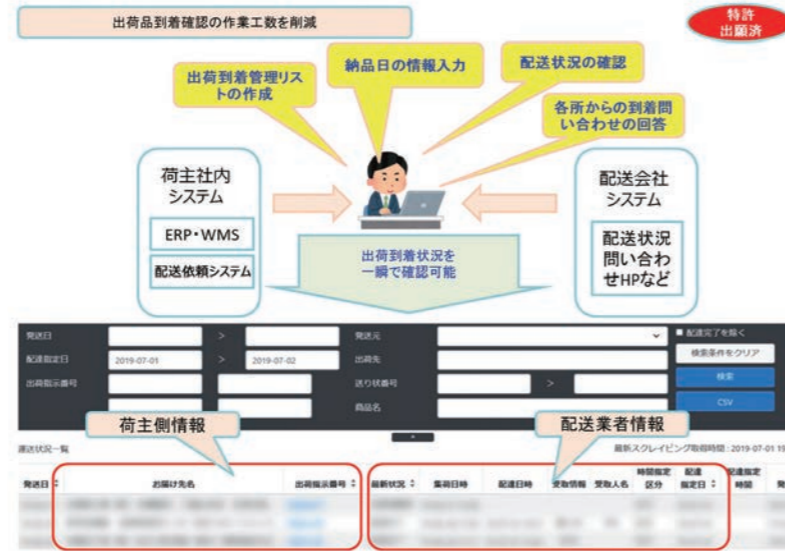 出荷品到着確認の作業工数を削減
特許
出願済
出荷到着管理リス
トの作成
納品日の情報入力
配送状況の確認
各所からの到着問
い合わせの回答
荷主社内
システム
ERP・WMS
配送依頼システム
配送会社
システム
配送状況
問い合わ
せHPなど
出荷到着状況を
一瞬で確認可能
発送日 > 発送元 ■ 配達完了を除く
配達指定日 2019-07-01 > 2019-07-02 出荷先 検索条件をクリア
出荷指示番号 送り状番号 > 検索
商品名 CSV
荷主側情報
配送業者情報
運送状況一覧 最新スクレイピング取得時間 : 2019-07-01 19
発送日 お届け先名 出荷指示番号 最新状況 集荷日時 配達日時 受取情報 受取人名 時間指定 区分 配達 指定日 配達指定 時間